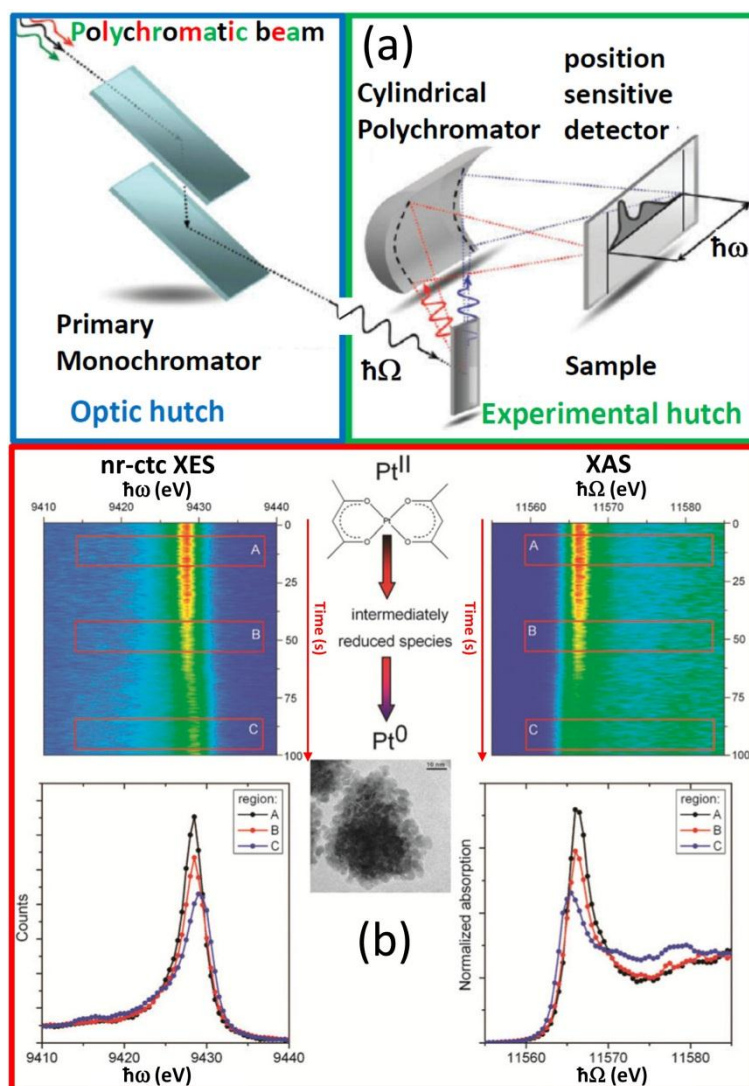 Polychromatic beam
(a)
Cylindrical
Polychromator
position
sensitive
detector
ħω
Primary
Monochromator
ħΩ
Sample
Optic hutch
Experimental hutch
nr-ctc XES
ħω (eV)
9410 9420 9430 9440
A
B
C
0
25
50
75
100
Time (s)
Pt^II
O O
Pt
O O
intermediately
reduced species
Pt^0
10 nm
(b)
XAS
ħΩ (eV)
11560 11570 11580
A
B
C
0
25
50
75
100
Time (s)
Counts
region:
A
B
C
9410 9420 9430 9440
ħω (eV)
Normalized absorption
region:
A
B
C
11560 11570 11580
ħΩ (eV)